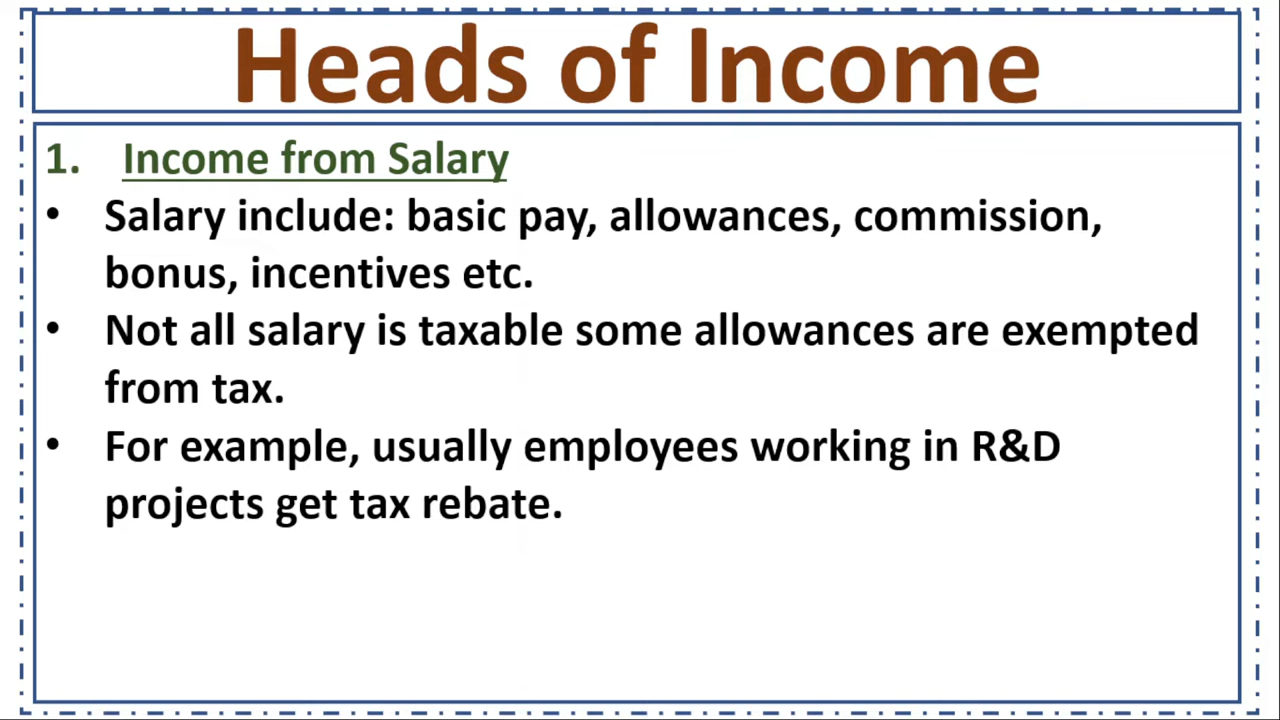 Heads of Income
1. Income from Salary
• Salary include: basic pay, allowances, commission,
bonus, incentives etc.
• Not all salary is taxable some allowances are exempted
from tax.
• For example, usually employees working in R&D
projects get tax rebate.